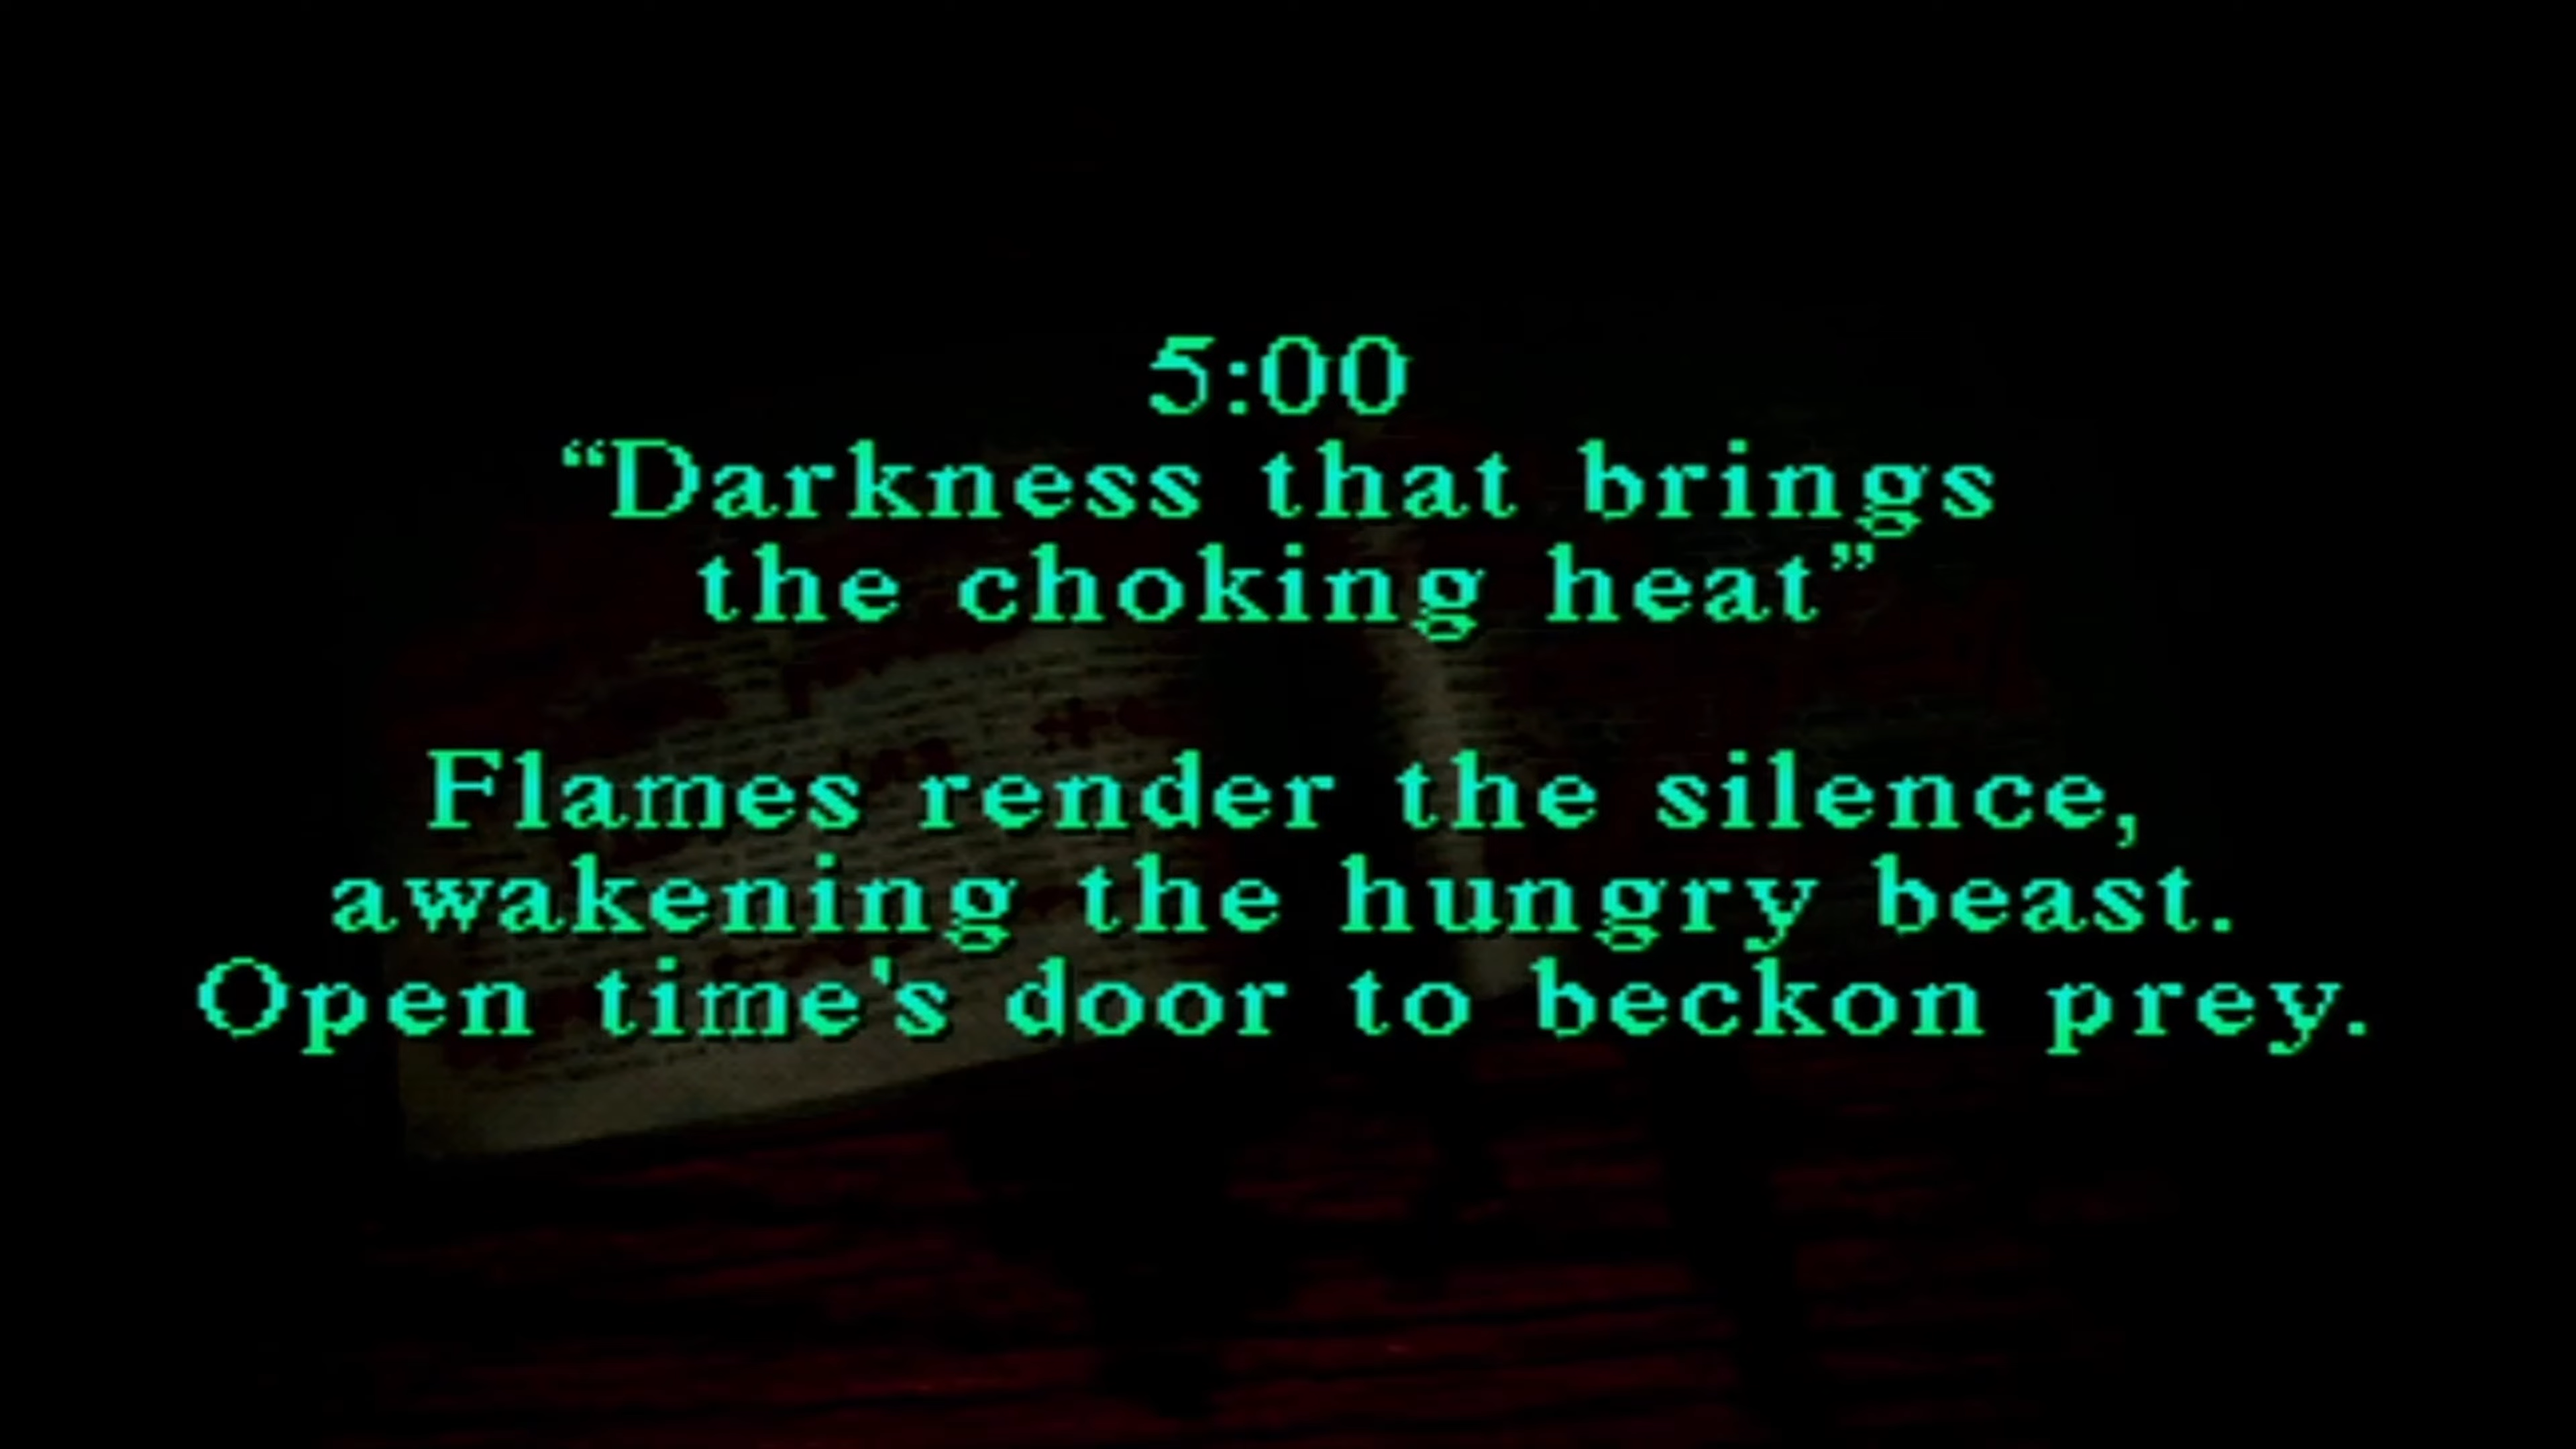 5:00
“Darkness that brings
the choking heat”
Flames render the silence,
awakening the hungry beast.
Open time's door to beckon prey.